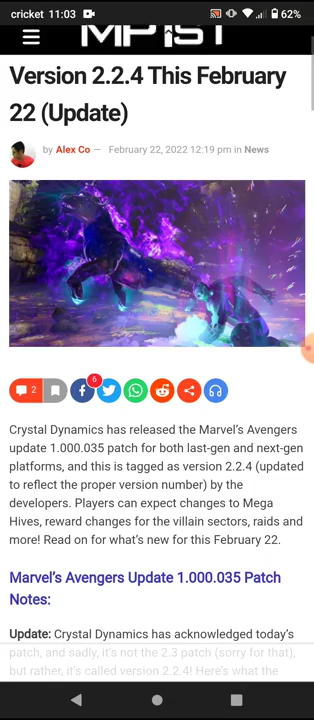 cricket 11:03 62%
MP1ST
Version 2.2.4 This February
22 (Update)
by Alex Co — February 22, 2022 12:19 pm in News
2
6
Crystal Dynamics has released the Marvel’s Avengers
update 1.000.035 patch for both last-gen and next-gen
platforms, and this is tagged as version 2.2.4 (updated
to reflect the proper version number) by the
developers. Players can expect changes to Mega
Hives, reward changes for the villain sectors, raids and
more! Read on for what’s new for this February 22.
Marvel’s Avengers Update 1.000.035 Patch
Notes:
Update: Crystal Dynamics has acknowledged today’s
patch, and sadly, it’s not the 2.3 patch (sorry for that),
but rather, it’s called version 2.2.4! Here’s what the